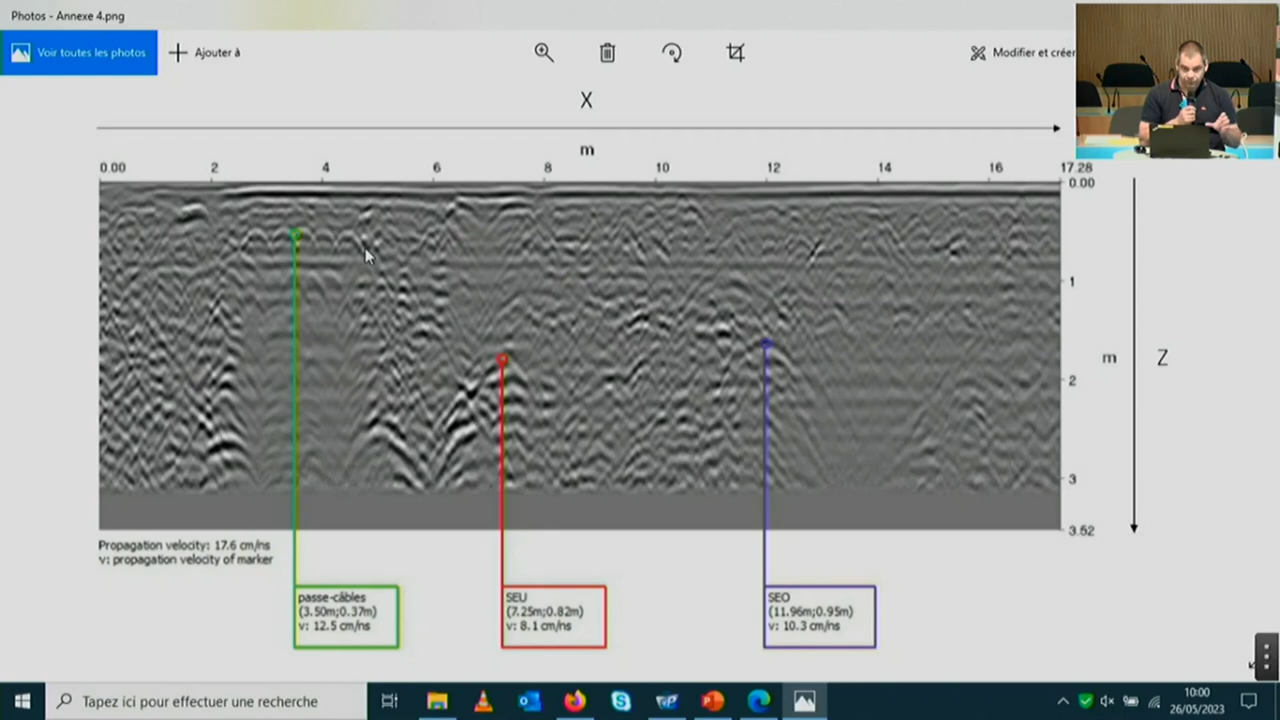 Photos - Annexe 4.png
Voir toutes les photos
Ajouter à
Modifier et créer
X
m
0.00 2 4 6 8 10 12 14 16 17.28
0.00
1
2
3
3.52
m
Z
Propagation velocity: 17.6 cm/ns
v: propagation velocity of marker
passe-câbles
(3.50m;0.37m)
v: 12.5 cm/ns
SEU
(7.25m;0.82m)
v: 8.1 cm/ns
SEO
(11.96m;0.95m)
v: 10.3 cm/ns
Tapez ici pour effectuer une recherche
10:00
26/05/2023